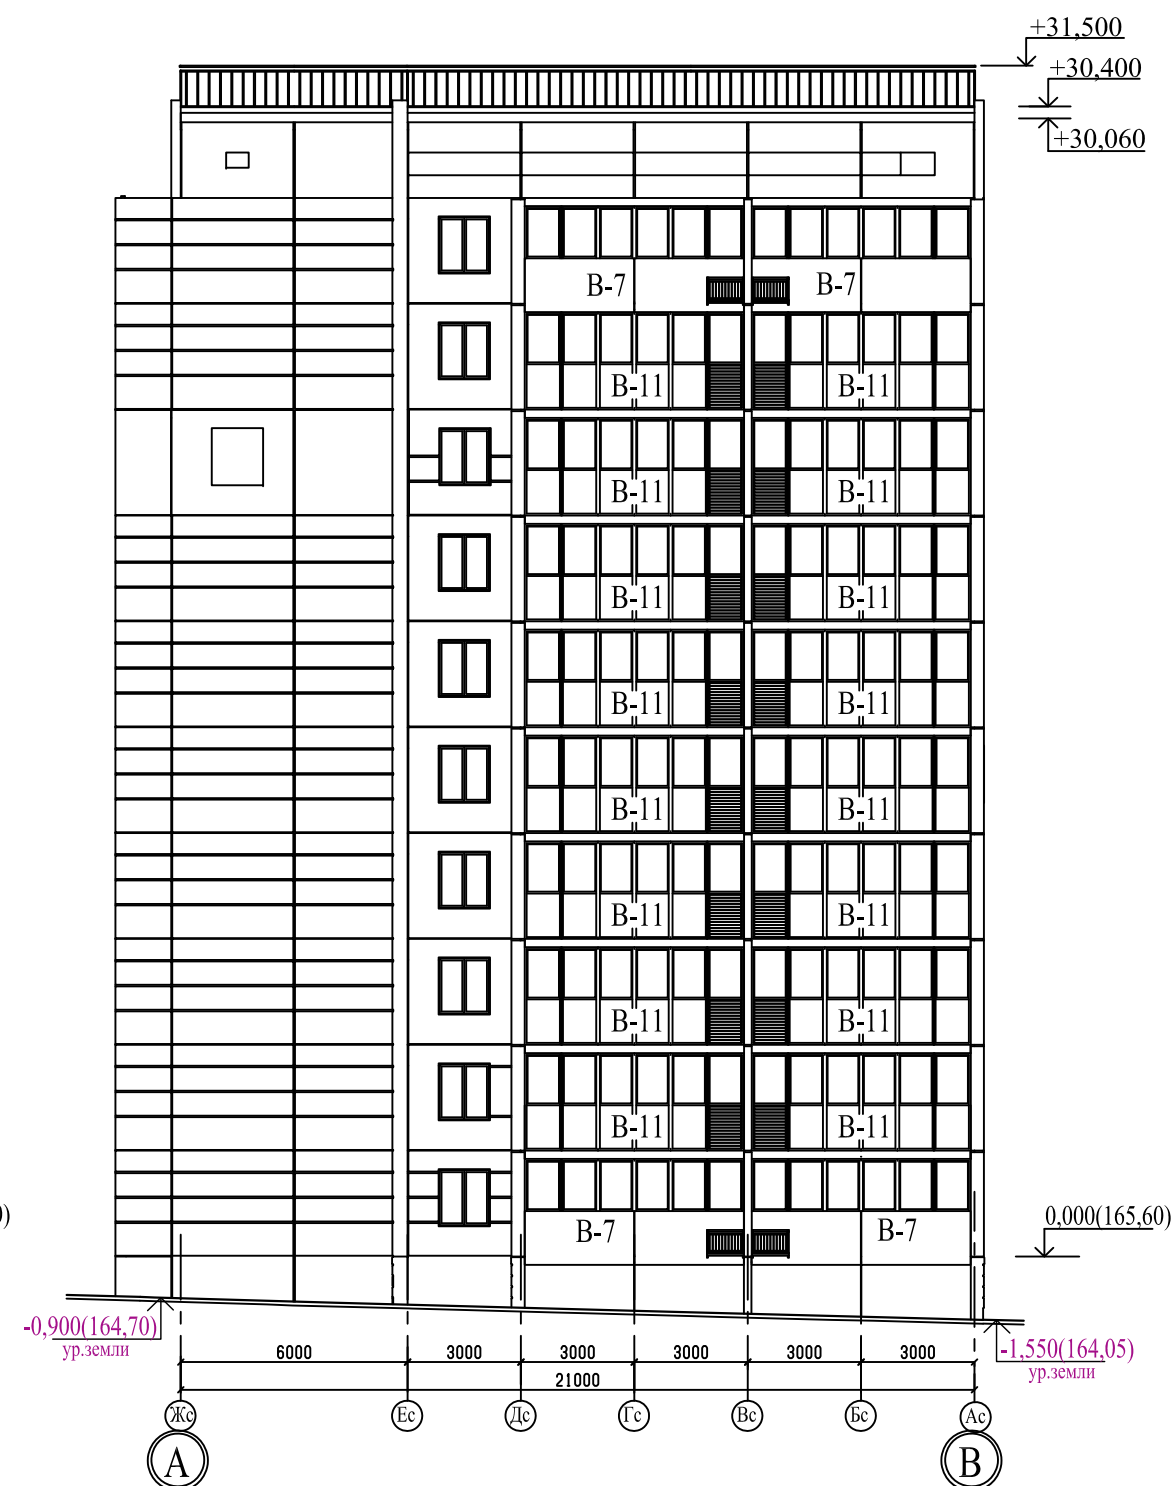 +31,500
+30,400
+30,060
В-7 В-7
В-11 В-11
В-11 В-11
В-11 В-11
В-11 В-11
В-11 В-11
В-11 В-11
В-11 В-11
В-11 В-11
В-7 В-7
0,000(165,60)
-0,900(164,70)
ур.земли
-1,550(164,05)
ур.земли
6000 3000 3000 3000 3000 3000
21000
Жс Ес Дс Гс Вс Бс Ас
А В